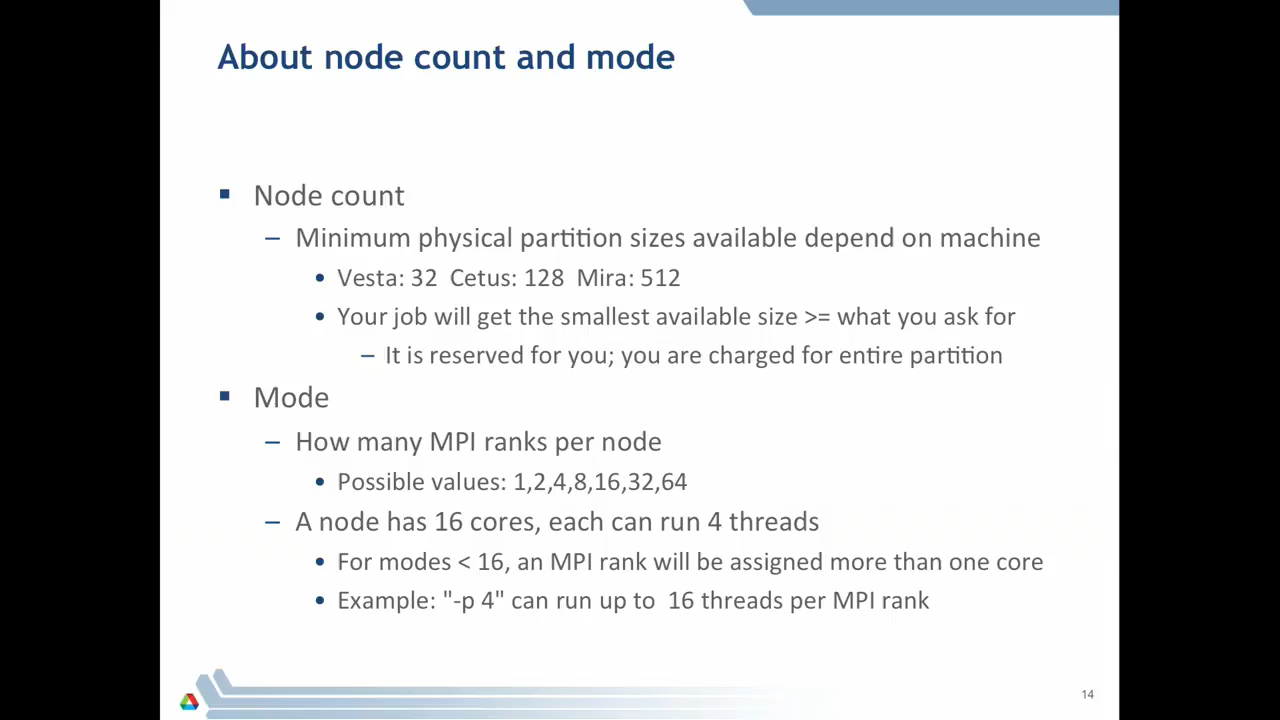 About node count and mode
▪ Node count
– Minimum physical partition sizes available depend on machine
• Vesta: 32  Cetus: 128  Mira: 512
• Your job will get the smallest available size >= what you ask for
– It is reserved for you; you are charged for entire partition
▪ Mode
– How many MPI ranks per node
• Possible values: 1,2,4,8,16,32,64
– A node has 16 cores, each can run 4 threads
• For modes < 16, an MPI rank will be assigned more than one core
• Example: "-p 4" can run up to  16 threads per MPI rank
14